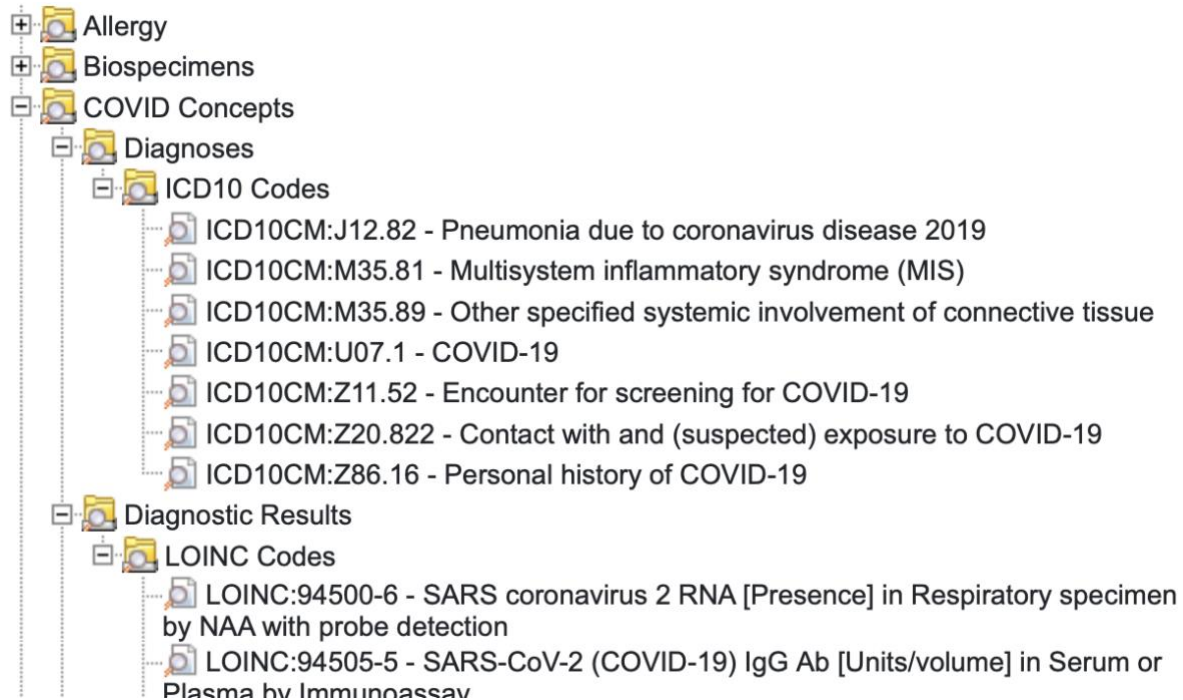 Allergy
Biospecimens
COVID Concepts
Diagnoses
ICD10 Codes
ICD10CM:J12.82 - Pneumonia due to coronavirus disease 2019
ICD10CM:M35.81 - Multisystem inflammatory syndrome (MIS)
ICD10CM:M35.89 - Other specified systemic involvement of connective tissue
ICD10CM:U07.1 - COVID-19
ICD10CM:Z11.52 - Encounter for screening for COVID-19
ICD10CM:Z20.822 - Contact with and (suspected) exposure to COVID-19
ICD10CM:Z86.16 - Personal history of COVID-19
Diagnostic Results
LOINC Codes
LOINC:94500-6 - SARS coronavirus 2 RNA [Presence] in Respiratory specimen
by NAA with probe detection
LOINC:94505-5 - SARS-CoV-2 (COVID-19) IgG Ab [Units/volume] in Serum or
Plasma by Immunoassay